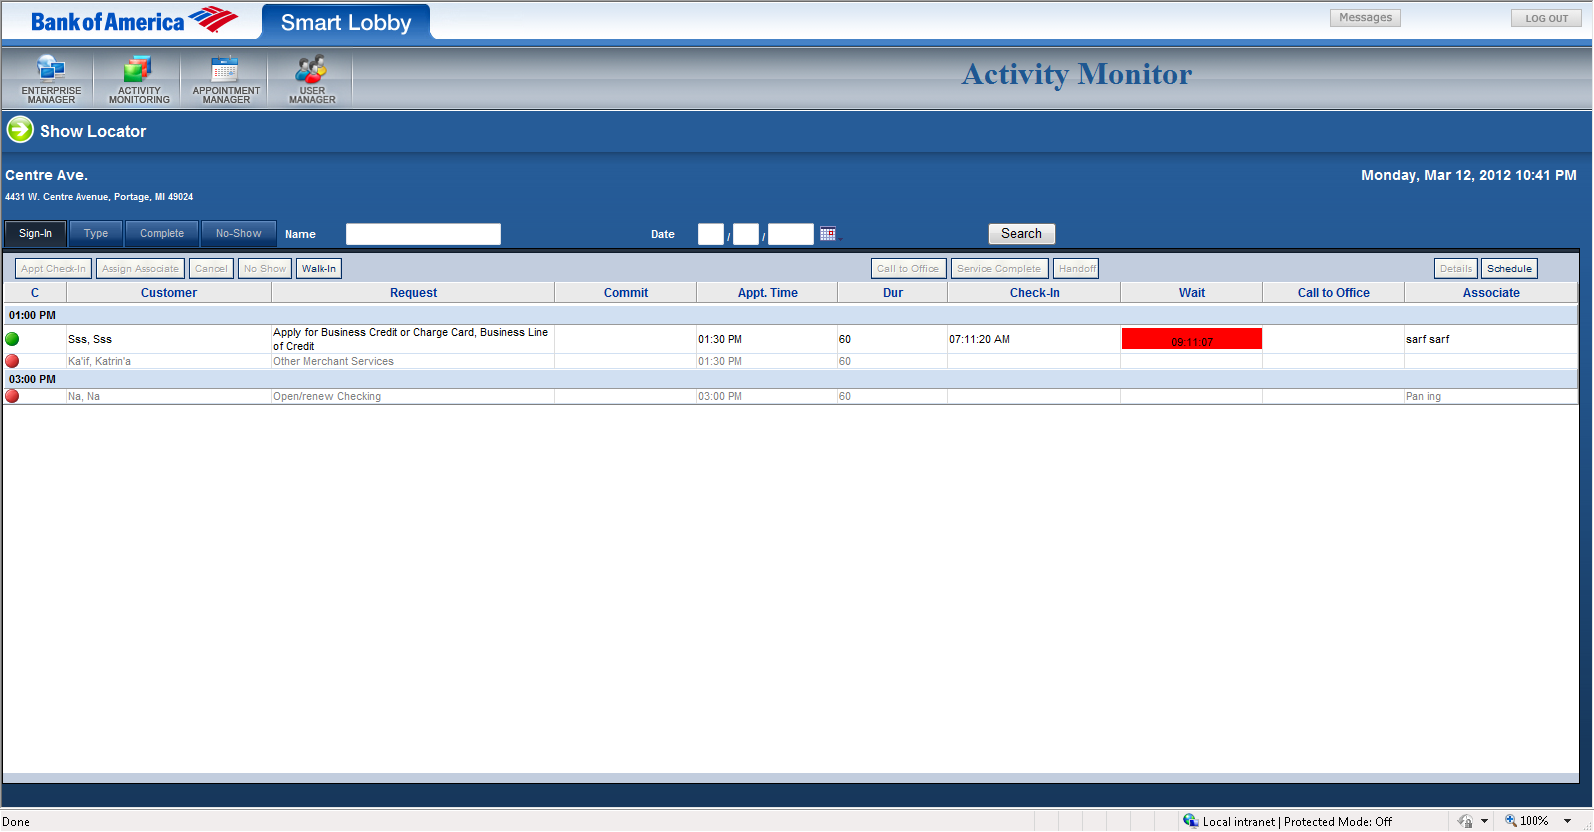 Bank of America Smart Lobby Messages LOG OUT
ENTERPRISE MANAGER
ACTIVITY MONITORING
APPOINTMENT MANAGER
USER MANAGER
Activity Monitor
Show Locator
Centre Ave.
Monday, Mar 12, 2012 10:41 PM
4431 W. Centre Avenue, Portage, MI 49024
Sign-In Type Complete No-Show Name Date / / Search
Appt Check-In Assign Associate Cancel No Show Walk-In Call to Office Service Complete Handoff Details Schedule
C Customer Request Commit Appt. Time Dur Check-In Wait Call to Office Associate
01:00 PM
Sss, Sss Apply for Business Credit or Charge Card, Business Line of Credit 01:30 PM 60 07:11:20 AM 09:11:07 sarf sarf
Ka'if, Katrin'a Other Merchant Services 01:30 PM 60
03:00 PM
Na, Na Open/renew Checking 03:00 PM 60 Pan ing
Done Local intranet | Protected Mode: Off 100%